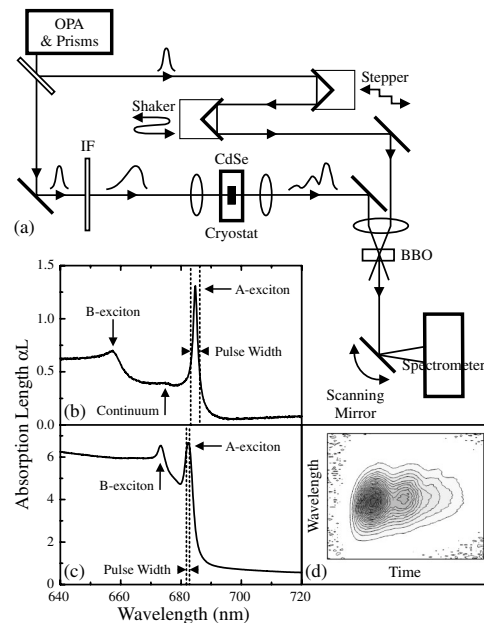 OPA
& Prisms
Stepper
Shaker
IF
CdSe
Cryostat
(a)
BBO
Spectrometer
Scanning
Mirror
Absorption Length αL
1.5
1.0
0.5
0.0
A-exciton
B-exciton
Pulse Width
Continuum
(b)
6
4
2
0
A-exciton
B-exciton
Pulse Width
(c)
640 660 680 700 720
Wavelength (nm)
Wavelength
(d)
Time